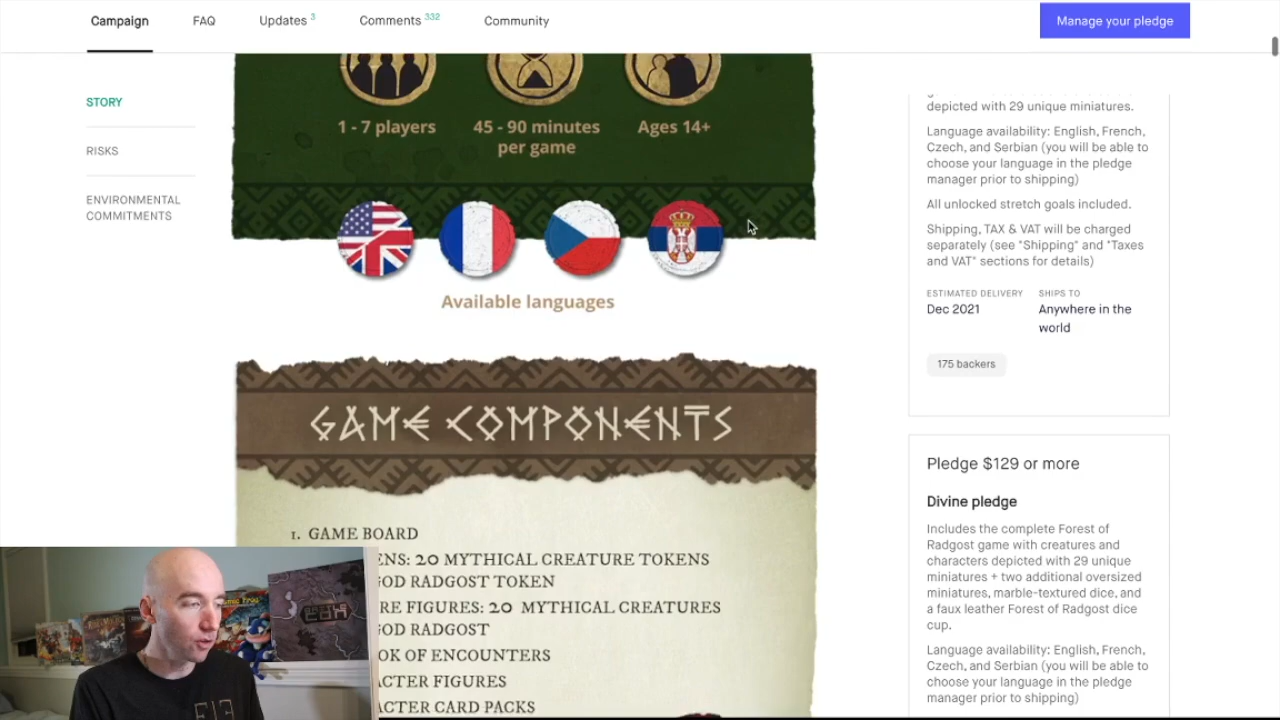 Campaign
FAQ
Updates 3
Comments 332
Community
Manage your pledge
STORY
RISKS
ENVIRONMENTAL
COMMITMENTS
1 - 7 players
45 - 90 minutes
per game
Ages 14+
Available languages
GAME COMPONENTS
1. GAME BOARD
ENS: 20 MYTHICAL CREATURE TOKENS
GOD RADGOST TOKEN
RE FIGURES: 20 MYTHICAL CREATURES
GOD RADGOST
OK OF ENCOUNTERS
ACTER FIGURES
ACTER CARD PACKS
depicted with 29 unique miniatures.
Language availability: English, French,
Czech, and Serbian (you will be able to
choose your language in the pledge
manager prior to shipping)
All unlocked stretch goals included.
Shipping, TAX & VAT will be charged
separately (see "Shipping" and "Taxes
and VAT" sections for details)
ESTIMATED DELIVERY
Dec 2021
SHIPS TO
Anywhere in the
world
175 backers
Pledge $129 or more
Divine pledge
Includes the complete Forest of
Radgost game with creatures and
characters depicted with 29 unique
miniatures + two additional oversized
miniatures, marble-textured dice, and
a faux leather Forest of Radgost dice
cup.
Language availability: English, French,
Czech, and Serbian (you will be able to
choose your language in the pledge
manager prior to shipping)